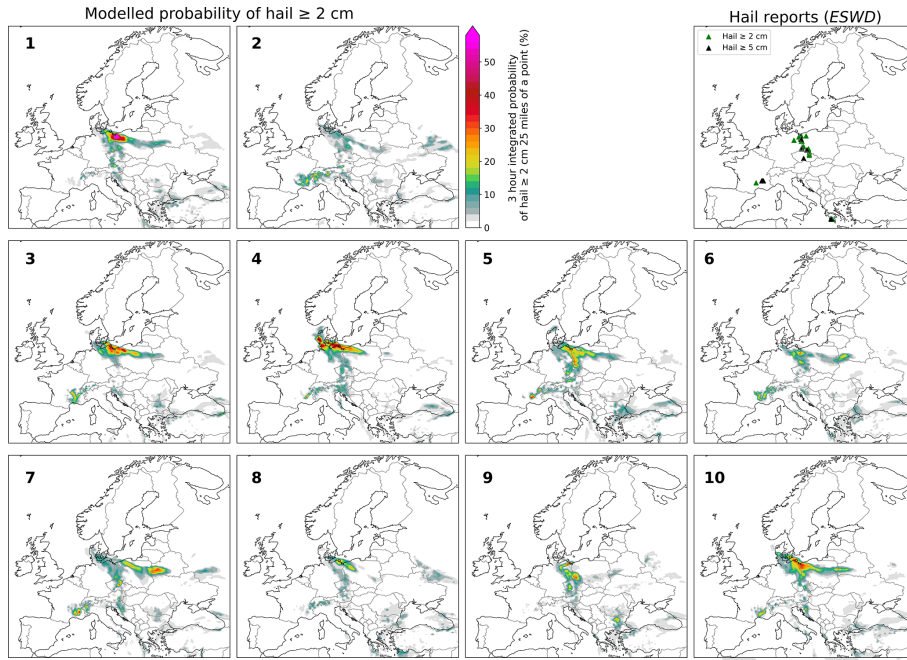 Modelled probability of hail ≥ 2 cm
Hail reports (ESWD)
1
2
50
40
30
20
10
0
3 hour integrated probability
of hail ≥ 2 cm 25 miles of a point (%)
Hail ≥ 2 cm
Hail ≥ 5 cm
3
4
5
6
7
8
9
10